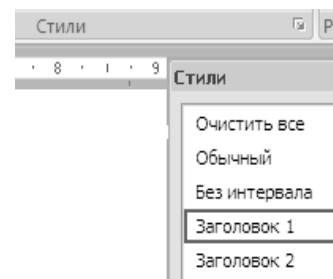 Стили
Р
8 9
Стили
Очистить все
Обычный
Без интервала
Заголовок 1
Заголовок 2